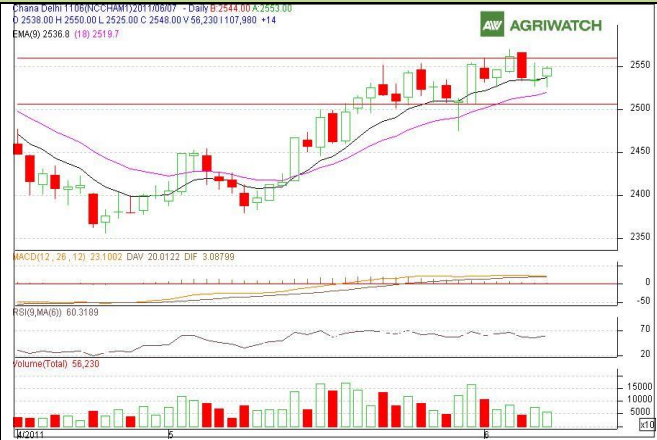 Chana Delhi 1106(NCCHAM1)2011/06/07 - Daily B:2544.00 A:2553.00
O 2538.00 H 2550.00 L 2525.00 C 2548.00 V 56,230 I 107,980 +14
EMA(9) 2536.8 (18) 2519.7
AW AGRIWATCH
2550
2500
2450
2400
2350
MACD(12,26,12) 23.1002 DAV 20.0122 DIF 3.08799
0
-50
RSI(9,MA(6)) 60.3189
70
20
Volume(Total) 56,230
15000
10000
5000
x10
4/2011 5 6